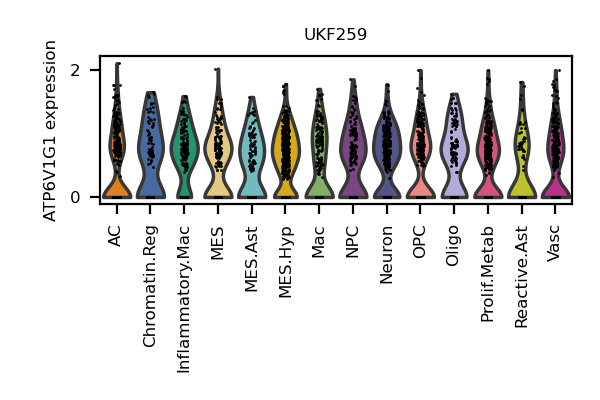 UKF259
ATP6V1G1 expression
2
0
AC
Chromatin.Reg
Inflammatory.Mac
MES
MES.Ast
MES.Hyp
Mac
NPC
Neuron
OPC
Oligo
Prolif.Metab
Reactive.Ast
Vasc